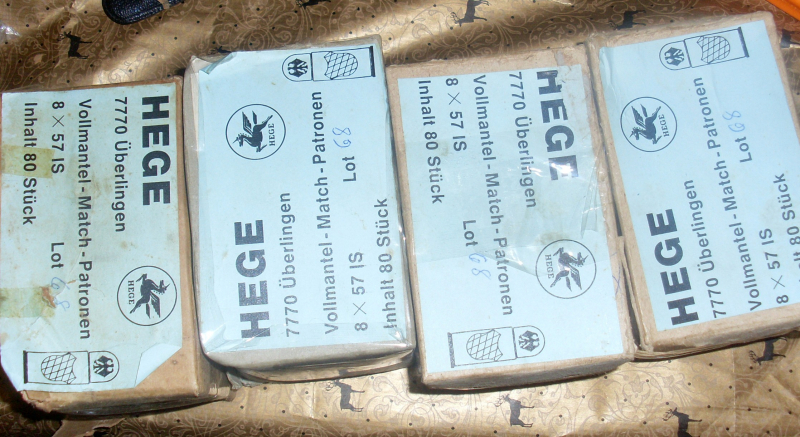 HEGE
7770 Überlingen
Vollmantel - Match - Patronen
8 × 57 IS Lot 68
Inhalt 80 Stück
HEGE
HEGE
HEGE
7770 Überlingen
Vollmantel - Match - Patronen
8 × 57 IS Lot 68
Inhalt 80 Stück
HEGE
7770 Überlingen
Vollmantel - Match - Patronen
8 × 57 IS Lot 68
Inhalt 80 Stück
HEGE
HEGE
HEGE
7770 Überlingen
Vollmantel - Match - Patronen
8 × 57 IS Lot 68
Inhalt 80 Stück